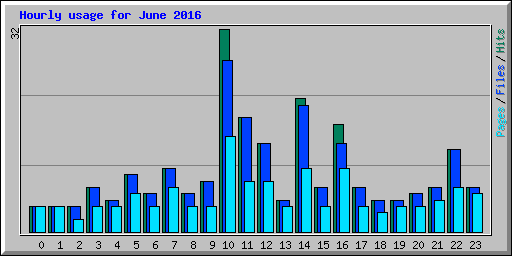 Hourly usage for June 2016
32
Pages/Files/Hits
0 1 2 3 4 5 6 7 8 9 10 11 12 13 14 15 16 17 18 19 20 21 22 23